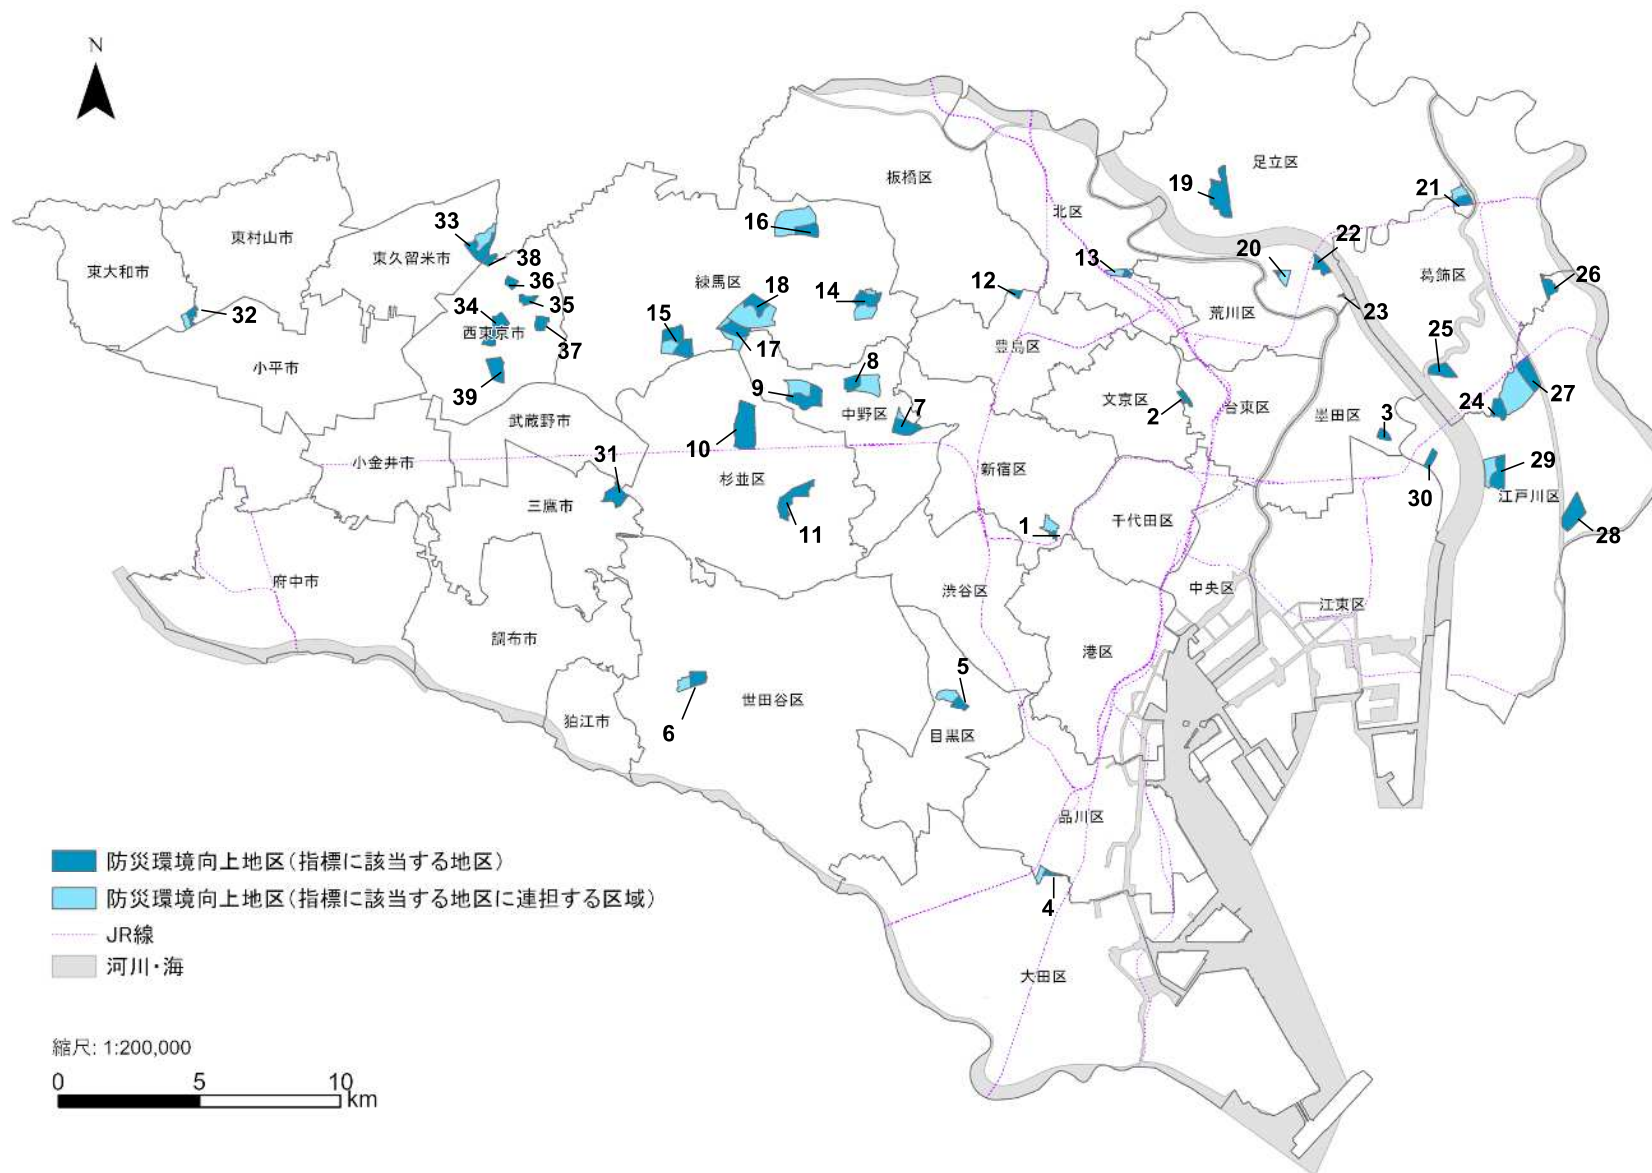 N
足立区
19
板橋区
北区
21
33
16
20
22
東村山市
38
13
東大和市
東久留米市
36
練馬区
18
12
14
葛飾区
26
34
35
15
荒川区
23
32
西東京市
37
17
豊島区
25
小平市
8
39
9
文京区
2
台東区
墨田区
3
24
27
武蔵野市
中野区
7
10
31
小金井市
杉並区
新宿区
29
30
江戸川区
三鷹市
11
1
千代田区
28
府中市
渋谷区
中央区
江東区
調布市
港区
5
世田谷区
狛江市
6
目黒区
品川区
防災環境向上地区(指標に該当する地区)
防災環境向上地区(指標に該当する地区に連担する区域)
4
JR線
河川・海
大田区
縮尺: 1:200,000
0 5 10
km